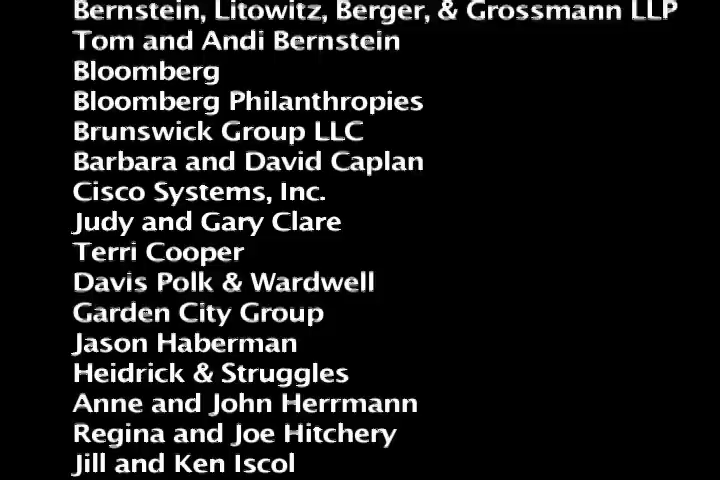 Bernstein, Litowitz, Berger, & Grossmann LLP
Tom and Andi Bernstein
Bloomberg
Bloomberg Philanthropies
Brunswick Group LLC
Barbara and David Caplan
Cisco Systems, Inc.
Judy and Gary Clare
Terri Cooper
Davis Polk & Wardwell
Garden City Group
Jason Haberman
Heidrick & Struggles
Anne and John Herrmann
Regina and Joe Hitchery
Jill and Ken Iscol